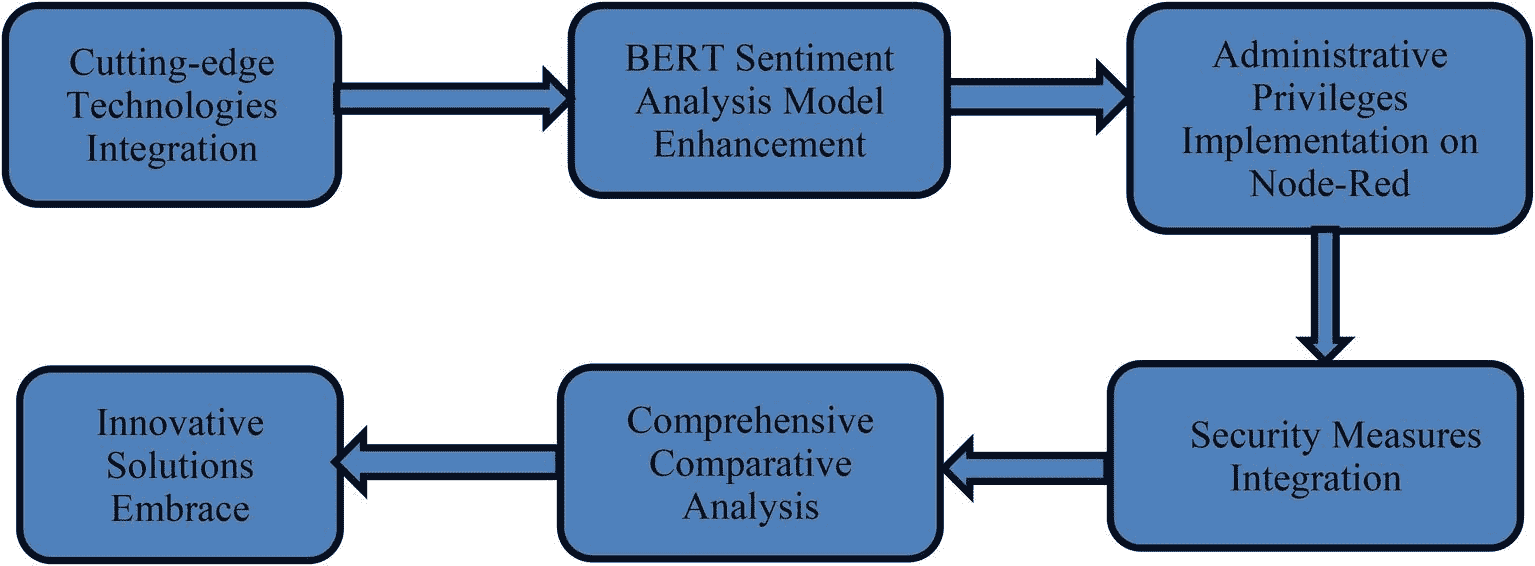 Cutting-edge
Technologies
Integration
BERT Sentiment
Analysis Model
Enhancement
Administrative
Privileges
Implementation on
Node-Red
Security Measures
Integration
Comprehensive
Comparative
Analysis
Innovative
Solutions
Embrace